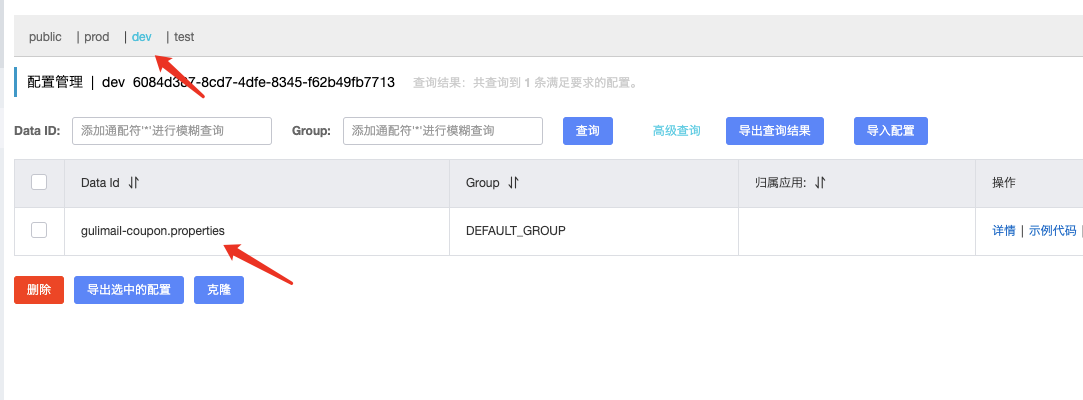 public | prod | dev | test
配置管理 | dev 6084d387-8cd7-4dfe-8345-f62b49fb7713 查询结果：共查询到 1 条满足要求的配置。
Data ID: 添加通配符'*'进行模糊查询 Group: 添加通配符'*'进行模糊查询 查询 高级查询 导出查询结果 导入配置
Data Id Group 归属应用: 操作
gulimail-coupon.properties DEFAULT_GROUP 详情 | 示例代码 |
删除 导出选中的配置 克隆